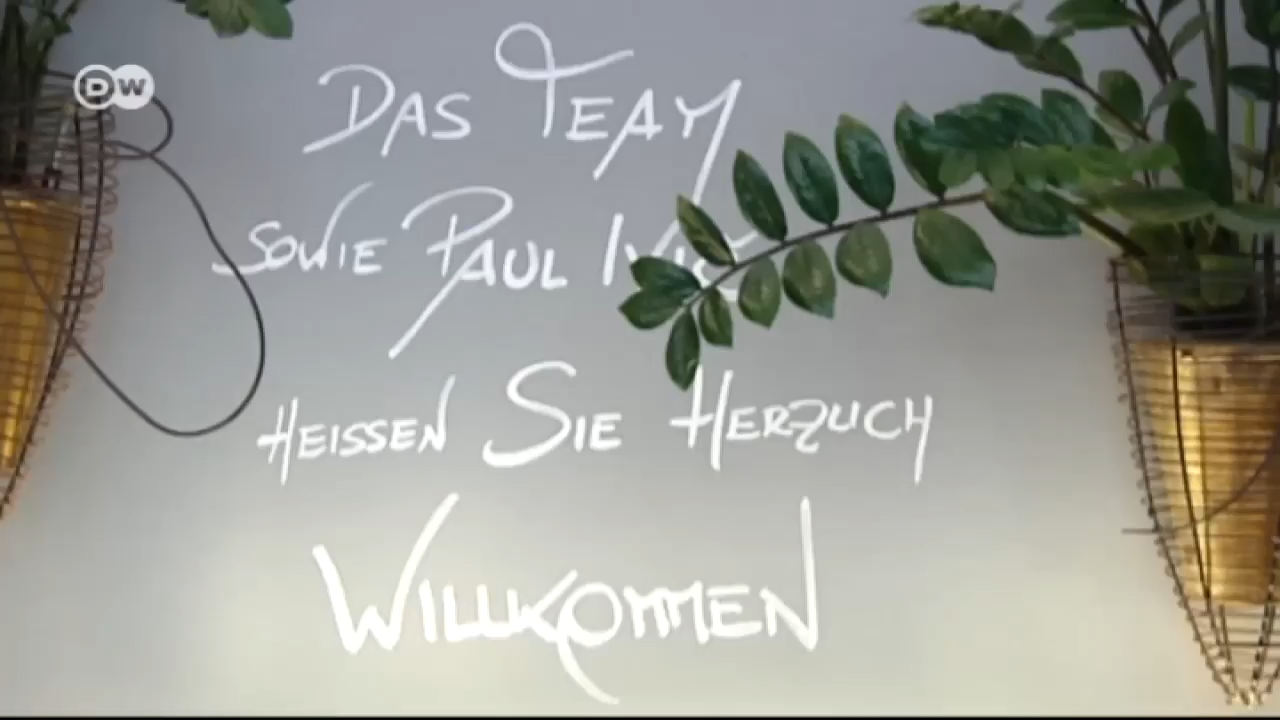 DW
DAS TEAM
SOWIE PAUL
HEISSEN SIE HERZLICH
WILLKOMMEN